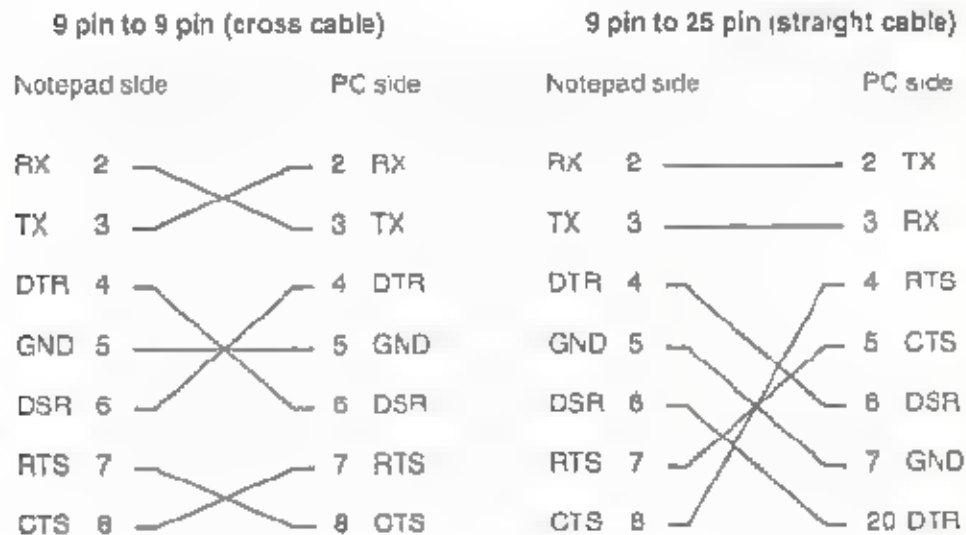 9 pin to 9 pin (cross cable)
Notepad side PC side
RX 2 2 RX
TX 3 3 TX
DTR 4 4 DTR
GND 5 5 GND
DSR 6 6 DSR
RTS 7 7 RTS
CTS 8 8 CTS
9 pin to 25 pin (straight cable)
Notepad side PC side
RX 2 2 TX
TX 3 3 RX
DTR 4 4 RTS
GND 5 5 CTS
DSR 6 6 DSR
RTS 7 7 GND
CTS 8 20 DTR